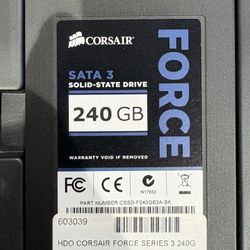 CORSAIR
FORCE
SATA 3
SOLID-STATE DRIVE
240 GB
WARRANTY VOID IF REMOVED
PART NUMBER CSSD-F240GB3A-BK
FC CE N17652
603039
HDD CORSAIR FORCE SERIES 3 240G